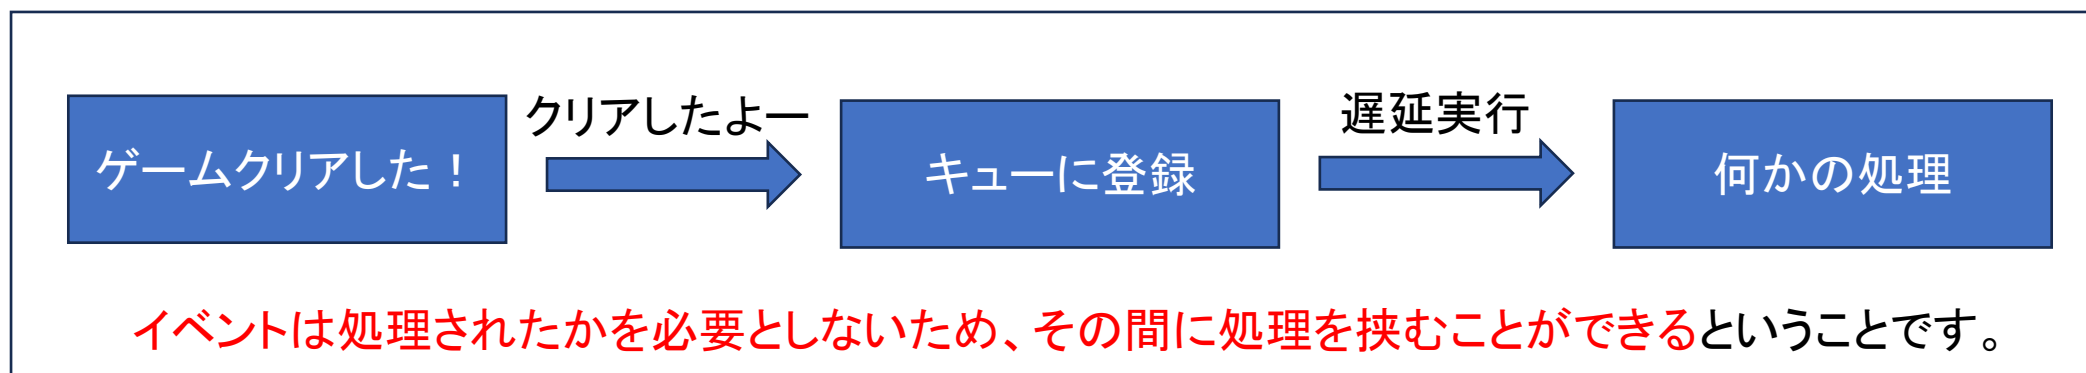 クリアしたよー
遅延実行
ゲームクリアした！
キューに登録
何かの処理
イベントは処理されたかを必要としないため、その間に処理を挟むことができるということです。